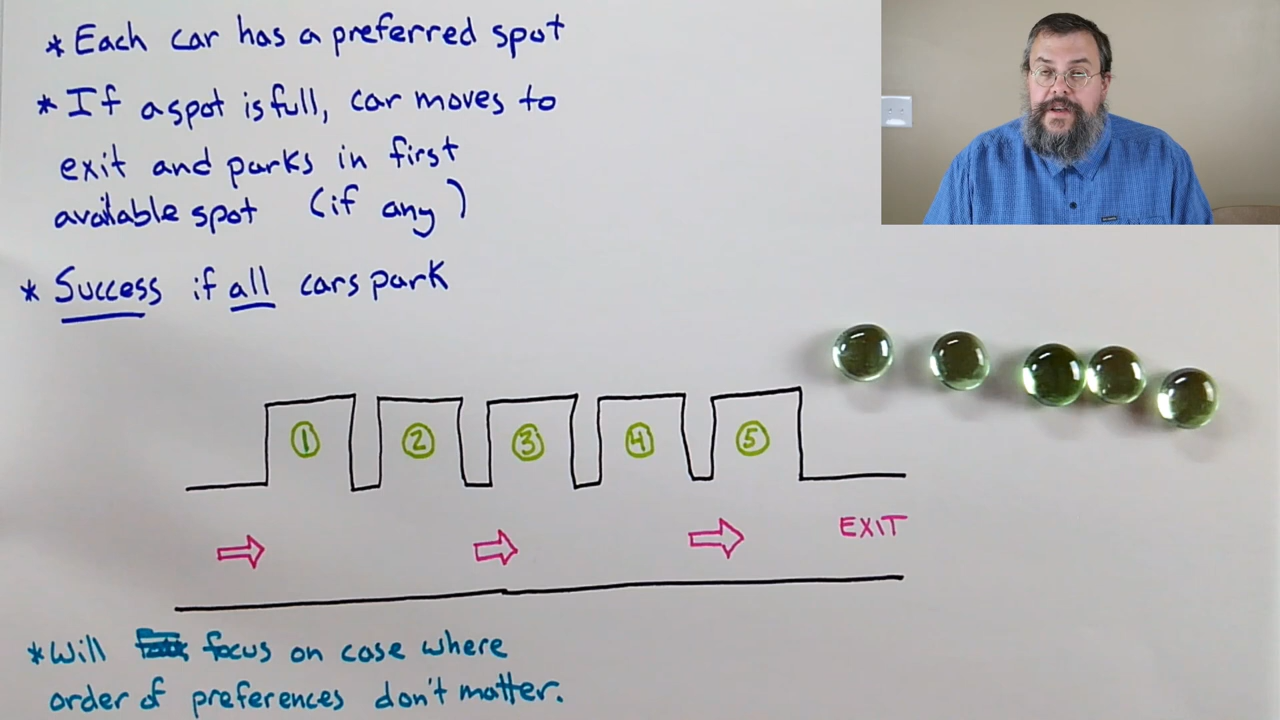 * Each car has a preferred spot
* If a spot is full, car moves to
exit and parks in first
available spot (if any)
* Success if all cars park
1 2 3 4 5
EXIT
* Will focus on case where
order of preferences don't matter.